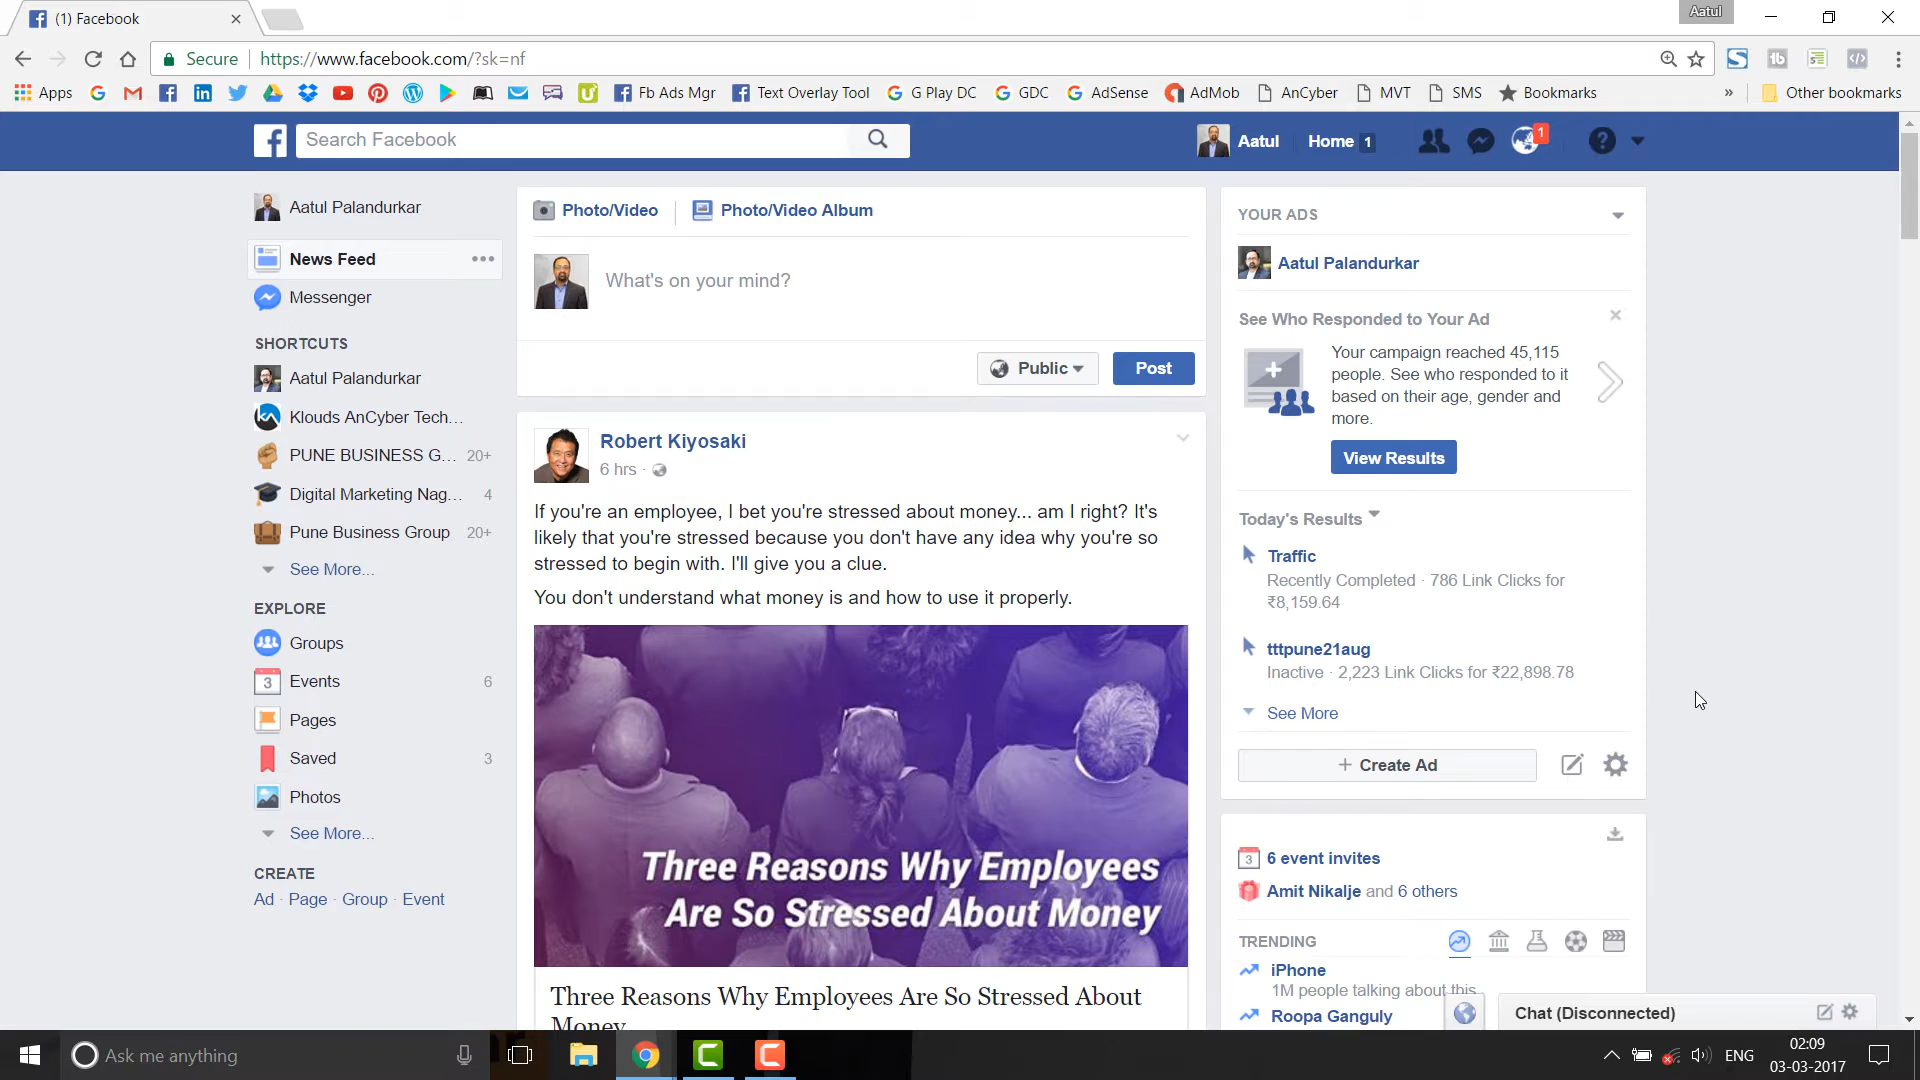 (1) Facebook
Aatul
Secure https://www.facebook.com/?sk=nf
Apps
Fb Ads Mgr
Text Overlay Tool
G Play DC
GDC
AdSense
AdMob
AnCyber
MVT
SMS
Bookmarks
»
Other bookmarks
Search Facebook
Aatul
Home 1
1
Aatul Palandurkar
News Feed
Messenger
SHORTCUTS
Aatul Palandurkar
Klouds AnCyber Tech...
PUNE BUSINESS G... 20+
Digital Marketing Nag... 4
Pune Business Group 20+
See More...
EXPLORE
Groups
3 Events 6
Pages
Saved 3
Photos
See More...
CREATE
Ad · Page · Group · Event
Photo/Video
Photo/Video Album
What's on your mind?
Public
Post
Robert Kiyosaki
6 hrs ·
If you're an employee, I bet you're stressed about money... am I right? It's
likely that you're stressed because you don't have any idea why you're so
stressed to begin with. I'll give you a clue.
You don't understand what money is and how to use it properly.
Three Reasons Why Employees
Are So Stressed About Money
Three Reasons Why Employees Are So Stressed About
Money
YOUR ADS
Aatul Palandurkar
See Who Responded to Your Ad
Your campaign reached 45,115
people. See who responded to it
based on their age, gender and
more.
View Results
Today's Results
Traffic
Recently Completed · 786 Link Clicks for
₹8,159.64
tttpune21aug
Inactive · 2,223 Link Clicks for ₹22,898.78
See More
+ Create Ad
3 6 event invites
Amit Nikalje and 6 others
TRENDING
iPhone
1M people talking about this
Roopa Ganguly
Chat (Disconnected)
Ask me anything
ENG
02:09
03-03-2017